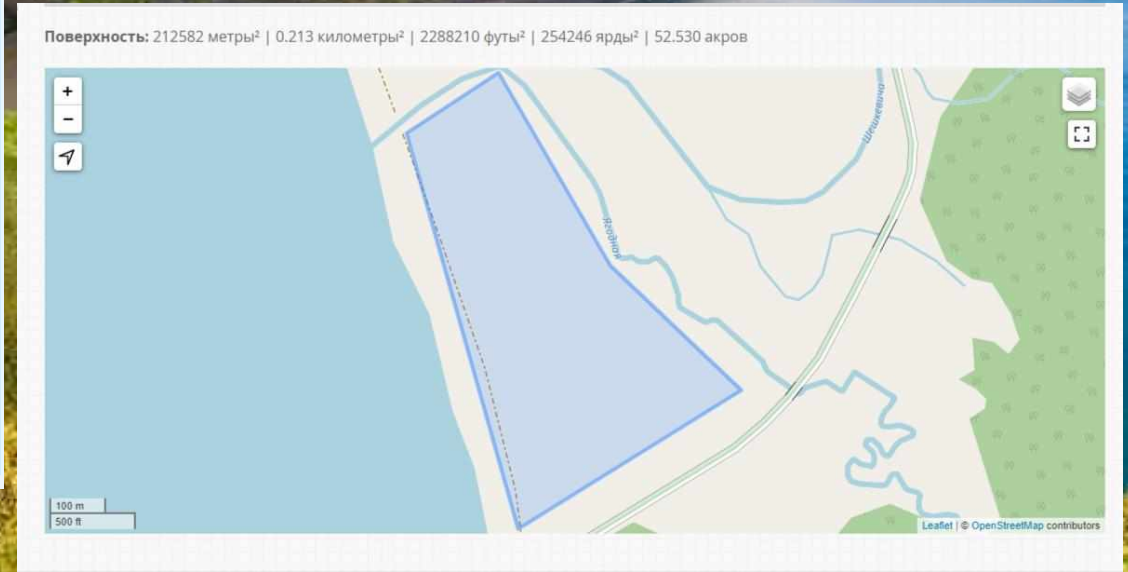 Поверхность: 212582 метры² | 0.213 километры² | 2288210 футы² | 254246 ярды² | 52.530 акров
+
−
Шешкевича
Ягодная
100 m
500 ft
Leaflet | © OpenStreetMap contributors